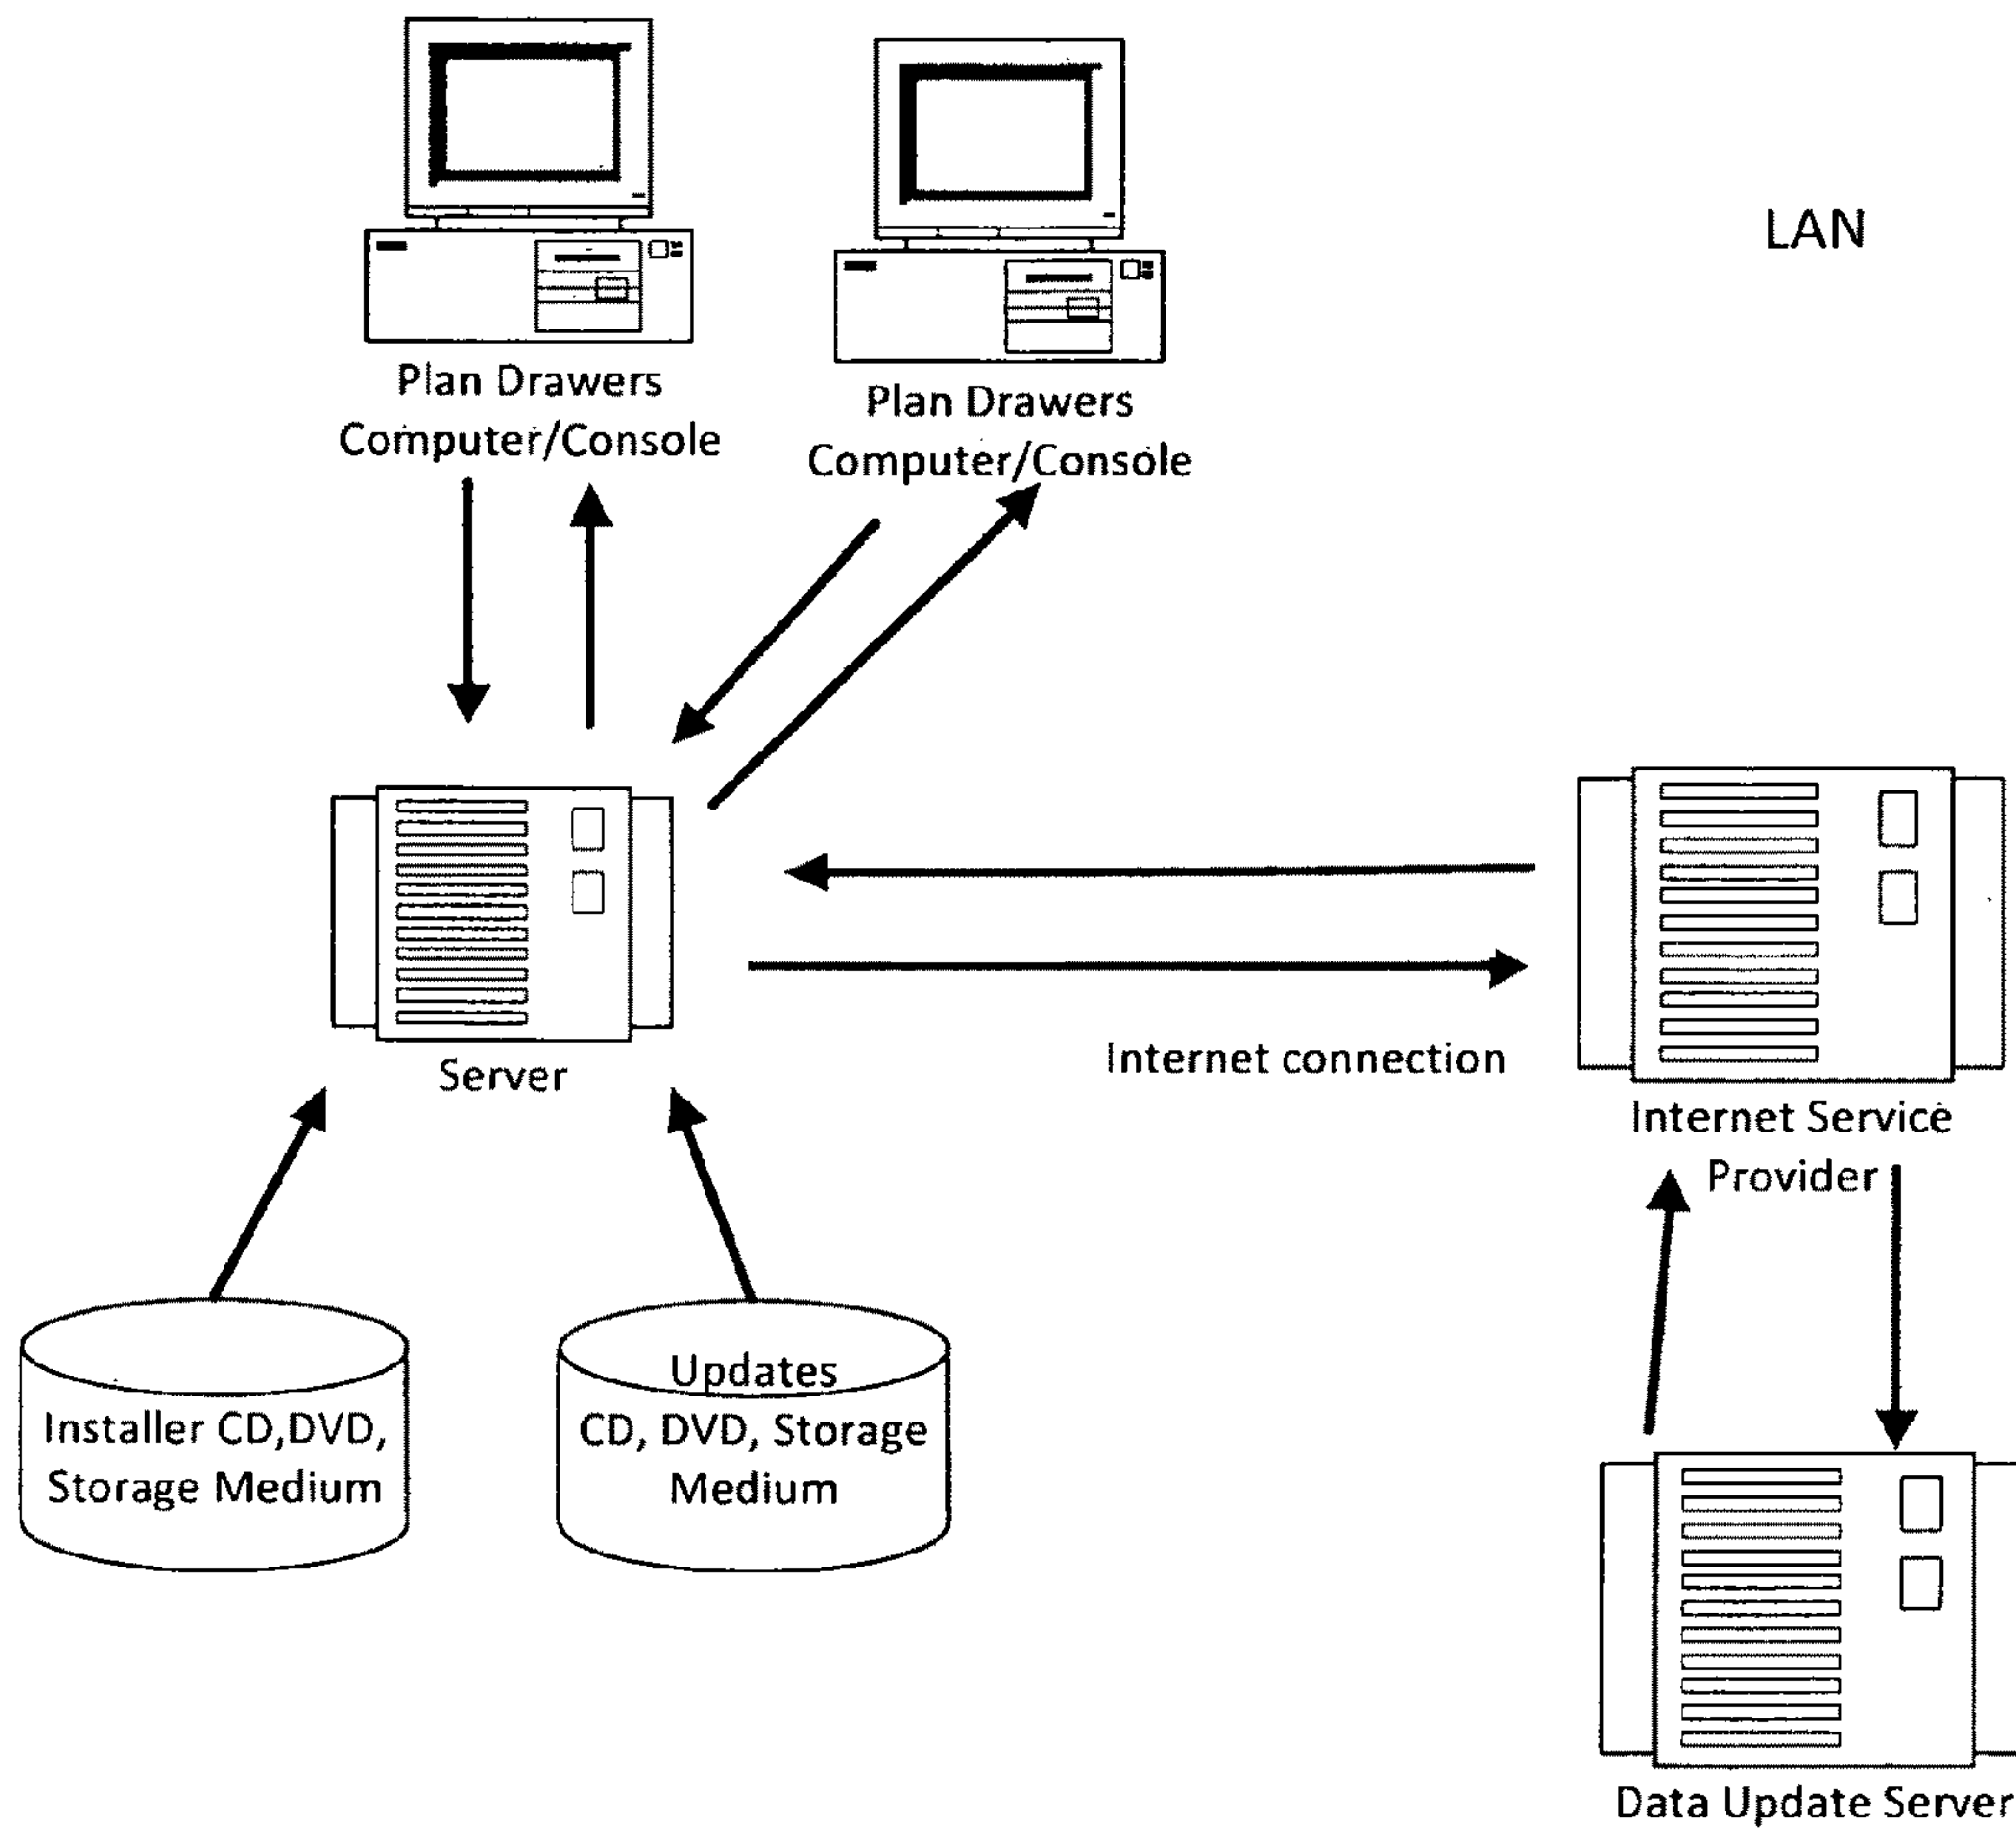 LAN
Plan Drawers
Computer/Console
Plan Drawers
Computer/Console
Server
Internet connection
Internet Service
Provider
Installer CD,DVD,
Storage Medium
Updates
CD, DVD, Storage
Medium
Data Update Server